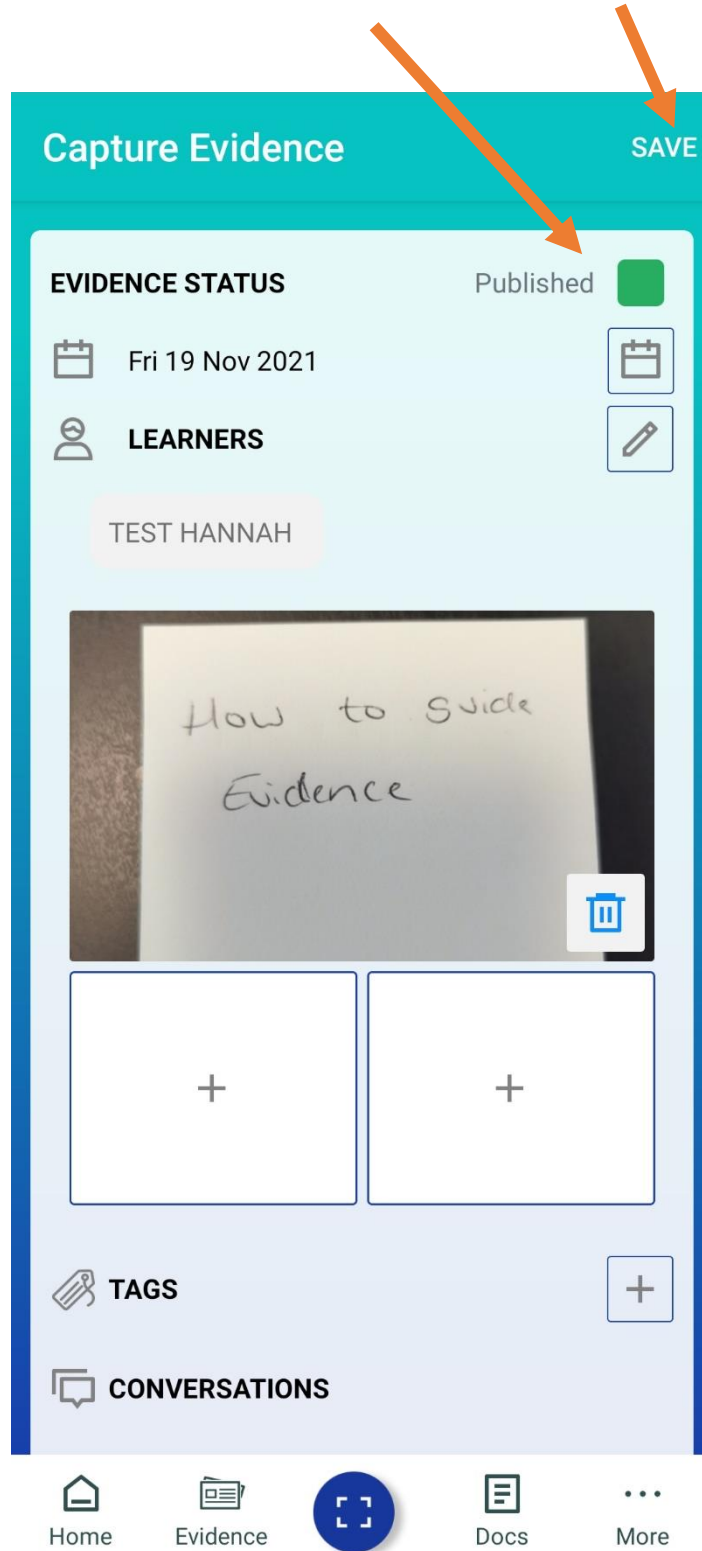 Capture Evidence
SAVE
EVIDENCE STATUS
Published
Fri 19 Nov 2021
LEARNERS
TEST HANNAH
How to guide
Evidence
TAGS
CONVERSATIONS
Home
Evidence
Docs
More